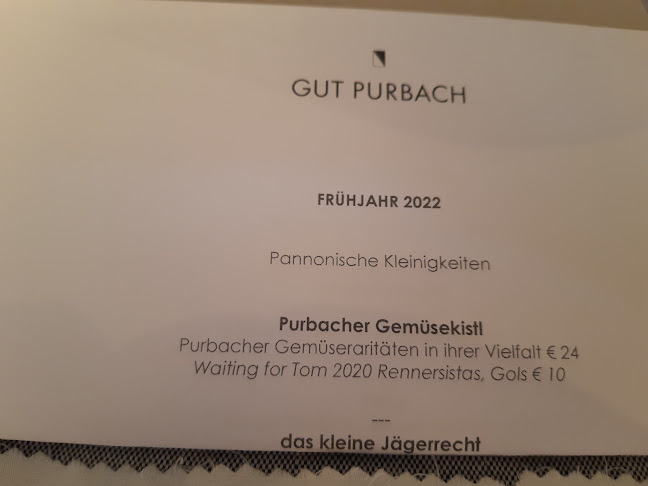 GUT PURBACH
FRÜHJAHR 2022
Pannonische Kleinigkeiten
Purbacher Gemüsekistl
Purbacher Gemüseraritäten in ihrer Vielfalt € 24
Waiting for Tom 2020 Rennersistas, Gols € 10
---
das kleine Jägerrecht